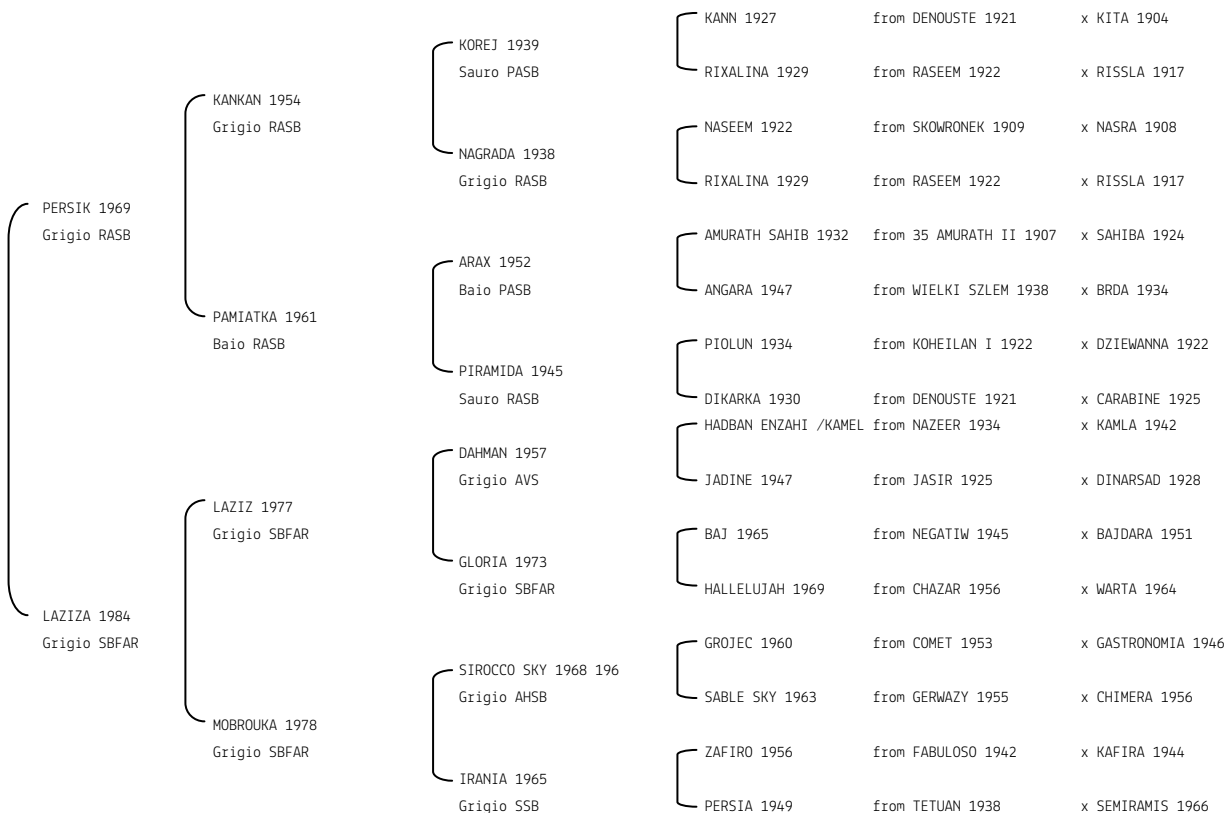 KANN 1927 from DENOUSTE 1921 x KITA 1904
KOREJ 1939
Sauro PASB RIXALINA 1929 from RASEEM 1922 x RISSLA 1917
KANKAN 1954
Grigio RASB NASEEM 1922 from SKOWRONEK 1909 x NASRA 1908
NAGRADA 1938
Grigio RASB RIXALINA 1929 from RASEEM 1922 x RISSLA 1917
PERSIK 1969
Grigio RASB AMURATH SAHIB 1932 from 35 AMURATH II 1907 x SAHIBA 1924
ARAX 1952
Baio PASB ANGARA 1947 from WIELKI SZLEM 1938 x BRDA 1934
PAMIATKA 1961
Baio RASB PIOLUN 1934 from KOHEILAN I 1922 x DZIEWANNA 1922
PIRAMIDA 1945
Sauro RASB DIKARKA 1930 from DENOUSTE 1921 x CARABINE 1925
HADBAN ENZAHI /KAMEL from NAZEER 1934 x KAMLA 1942
DAHMAN 1957
Grigio AVS JADINE 1947 from JASIR 1925 x DINARSAD 1928
LAZIZ 1977
Grigio SBFAR BAJ 1965 from NEGATIW 1945 x BAJDARA 1951
GLORIA 1973
Grigio SBFAR HALLELUJAH 1969 from CHAZAR 1956 x WARTA 1964
LAZIZA 1984
Grigio SBFAR GROJEC 1960 from COMET 1953 x GASTRONOMIA 1946
SIROCCO SKY 1968 196
Grigio AHSB SABLE SKY 1963 from GERWAZY 1955 x CHIMERA 1956
MOBROUKA 1978
Grigio SBFAR ZAFIRO 1956 from FABULOSO 1942 x KAFIRA 1944
IRANIA 1965
Grigio SSB PERSIA 1949 from TETUAN 1938 x SEMIRAMIS 1966